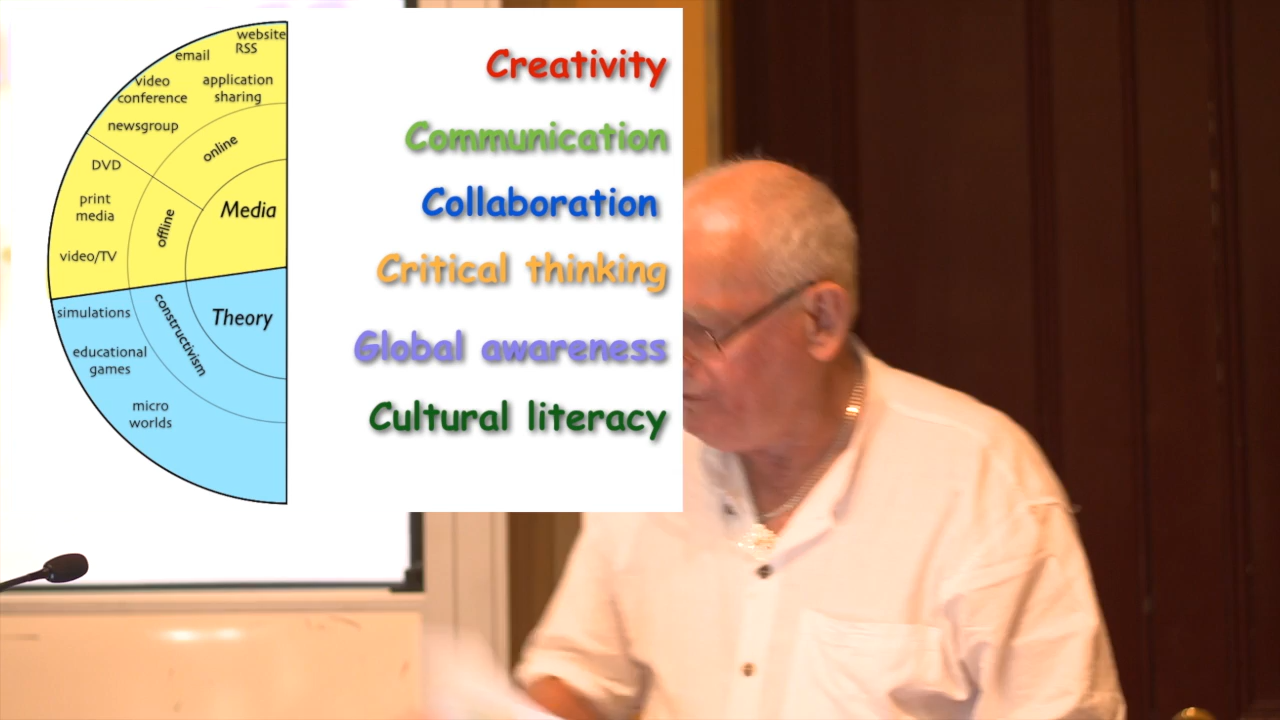 website
RSS
email
video
conference
application
sharing
newsgroup
online
DVD
print
media
offline
Media
video/TV
simulations
constructivism
Theory
educational
games
micro
worlds
Creativity
Communication
Collaboration
Critical thinking
Global awareness
Cultural literacy